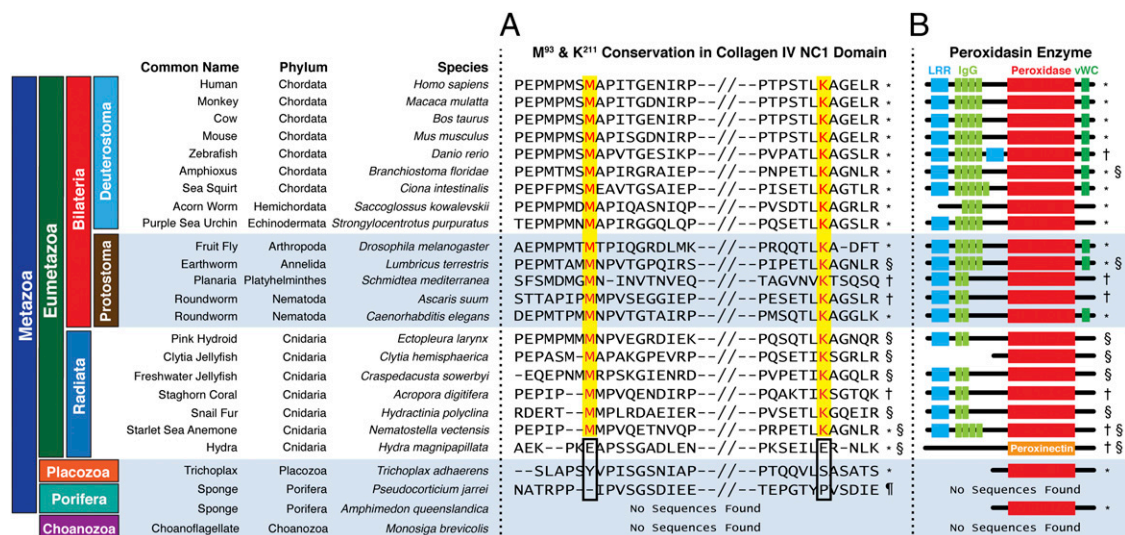 A
B
M⁹³ & K²¹¹ Conservation in Collagen IV NC1 Domain
Peroxidasin Enzyme
Common Name Phylum Species
LRR IgG Peroxidase vWC
Human Chordata Homo sapiens PEPMPMSMAPITGENIRP--//---PTPSTLKAGELR * *
Monkey Chordata Macaca mulatta PEPMPMSMAPITGDNIRP--//---PTPSTLKAGELR * *
Cow Chordata Bos taurus PEPMPMSMAPITGENIRP--//---PTPSTLKAGELR * *
Mouse Chordata Mus musculus PEPMPMSMAPISGDNIRP--//---PTPSTLKAGELR * *
Zebrafish Chordata Danio rerio PEPMPMSMAPVTGESIKP--//---PVPATLKAGSLR * †
Amphioxus Chordata Branchiostoma floridae PEPMTMSMAPIRGRAIEP--//---PNPETLKAGNLR * * §
Sea Squirt Chordata Ciona intestinalis PEPFPMSMEAVTGSAIEP--//---PISETLKAGTLR * *
Acorn Worm Hemichordata Saccoglossus kowalevskii PEPMPMDMAPIQASNIQP--//---PVSDTLKAGRLR * *
Purple Sea Urchin Echinodermata Strongylocentrotus purpuratus TEPMPMNMAPIRGGQLQP--//---PQPETLKAGSLR * *
Fruit Fly Arthropoda Drosophila melanogaster AEPMPMTMTPIQGRDLMK--//---PRQQTLKA-DFT * *
Earthworm Annelida Lumbricus terrestris PEPMTAMMNPVTGPQIRS--//---PIPETLKAGNLR § * §
Planaria Platyhelminthes Schmidtea mediterranea SFSMDMGMN-INVTNVEQ--//---TAGVNVKTSQSQ † †
Roundworm Nematoda Ascaris suum STTAPIPMMPVSEGGIEP--//---PESETLKAGSLR † †
Roundworm Nematoda Caenorhabditis elegans DEPMTPMMNPVTGTAIRP--//---PMSQTLKAGGLK * *
Pink Hydroid Cnidaria Ectopleura larynx PEPMPMMMNPVEGRDIEK--//---PQSQTLKAGNQR § §
Clytia Jellyfish Cnidaria Clytia hemisphaerica PEPASM-MAPAKGPEVRP--//---PQSETIKSGRLR § §
Freshwater Jellyfish Cnidaria Craspedacusta sowerbyi -EQEPNMMRPSKGIENRD--//---PVPETIKAGQLR § §
Staghorn Coral Cnidaria Acropora digitifera PEPIP--MMPVQENDIRP--//---PAKTIKSGTQK † †
Snail Fur Cnidaria Hydractinia polyclina RDERT--MMPLRDAEIER--//---PVSETLKGQEIR § §
Starlet Sea Anemone Cnidaria Nematostella vectensis PEPIP--MMPVQETNVQP--//---PRPETLKAGNLR * § † §
Hydra Cnidaria Hydra magnipapillata AEK--PKEAPSSGADLEN--//---PKSEILERNLK * § Peroxinectin † §
Trichoplax Placozoa Trichoplax adhaerens --SLAPSYVPISGSNIAP--//---PTQQVLSASATS * *
Sponge Porifera Pseudocorticium jarrei NATRPP--IPVSGSDIEE--//---TEPGTYPVSDIE ¶ No Sequences Found
Sponge Porifera Amphimedon queenslandica No Sequences Found *
Choanoflagellate Choanozoa Monosiga brevicolis No Sequences Found No Sequences Found
Metazoa
Eumetazoa
Bilateria
Deuterostoma
Protostoma
Radiata
Placozoa
Porifera
Choanozoa